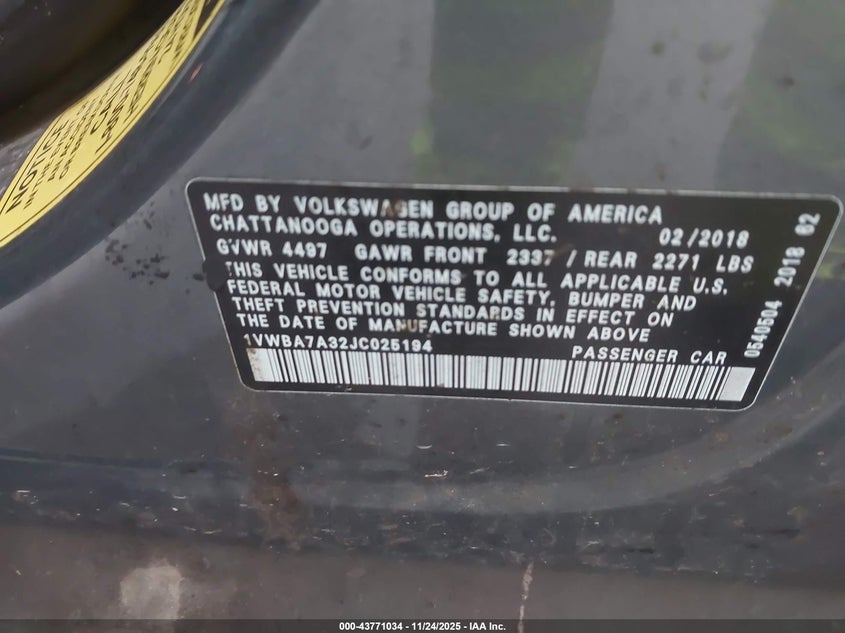 NOTICE
MFD BY VOLKSWAGEN GROUP OF AMERICA
CHATTANOOGA OPERATIONS, LLC. 02/2018
GVWR 4497 GAWR FRONT 2337 / REAR 2271 LBS
THIS VEHICLE CONFORMS TO ALL APPLICABLE U.S.
FEDERAL MOTOR VEHICLE SAFETY, BUMPER AND
THEFT PREVENTION STANDARDS IN EFFECT ON
THE DATE OF MANUFACTURE SHOWN ABOVE
1VWBA7A32JC025194 PASSENGER CAR
0540504 2018 62
000-43771034 - 11/24/2025 - IAA Inc.